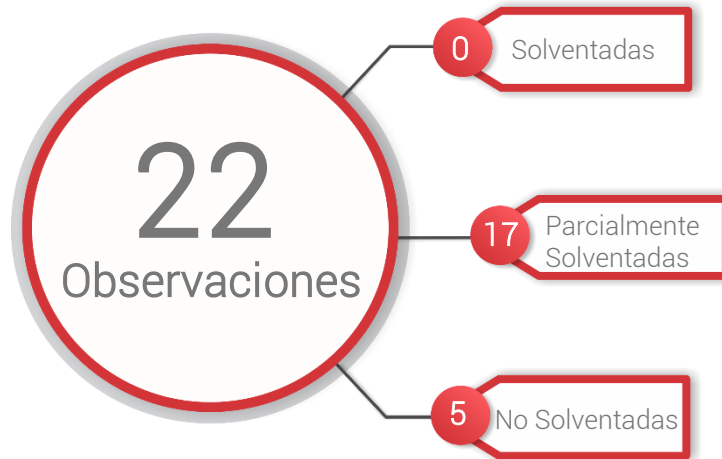 22
Observaciones
0
Solventadas
17
Parcialmente
Solventadas
5
No Solventadas